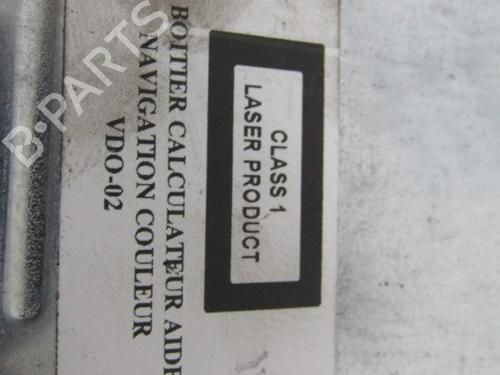 CLASS 1
LASER PRODUCT
BOITIER CALCULATEUR AIDE
NAVIGATION COULEUR
VDO-02
B-PARTS